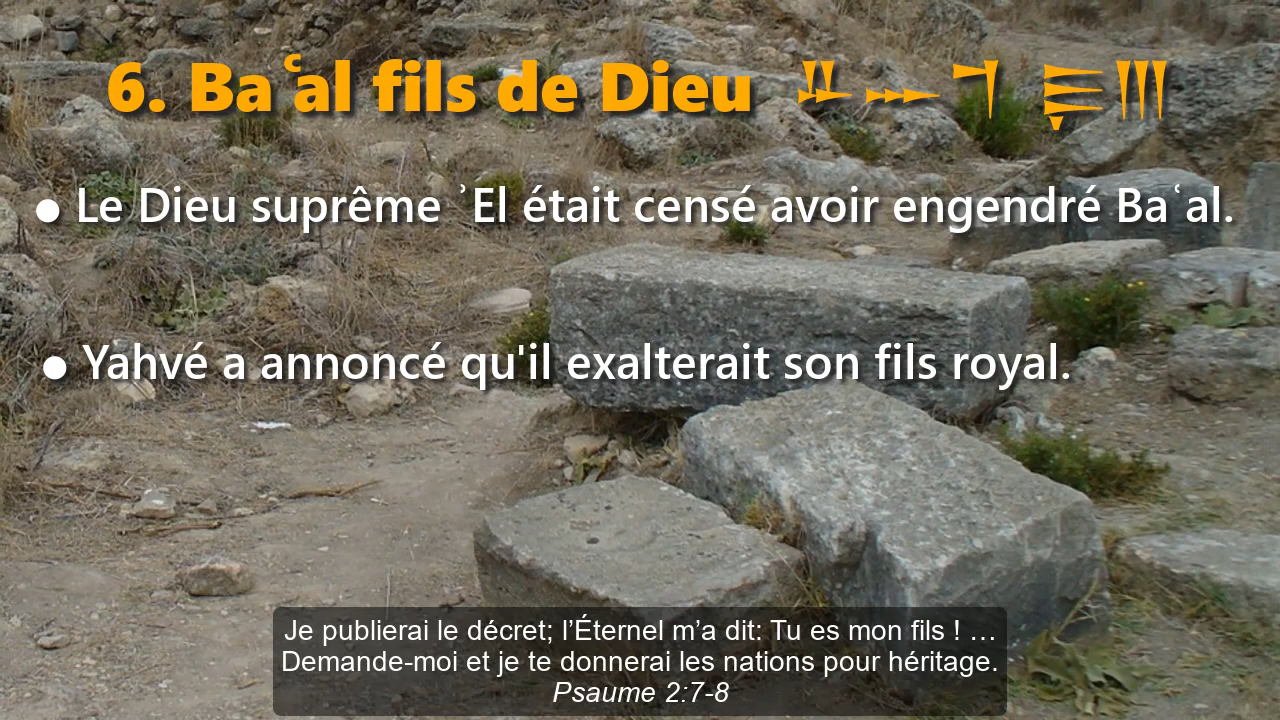 6. Baʿal fils de Dieu 𐎁𐎐𐎎 𐎛𐎍
● Le Dieu suprême ʾEl était censé avoir engendré Baʿal.
● Yahvé a annoncé qu'il exalterait son fils royal.
Je publierai le décret; l’Éternel m’a dit: Tu es mon fils ! …
Demande-moi et je te donnerai les nations pour héritage.
Psaume 2:7-8